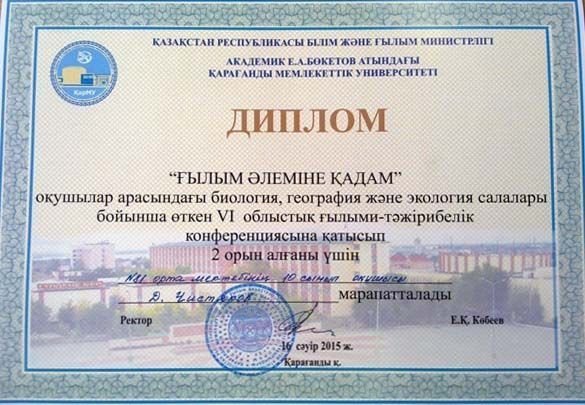 ҚАЗАҚСТАН РЕСПУБЛИКАСЫ БІЛІМ ЖӘНЕ ҒЫЛЫМ МИНИСТРЛІГІ
АКАДЕМИК Е.А.БӨКЕТОВ АТЫНДАҒЫ
ҚАРАҒАНДЫ МЕМЛЕКЕТТІК УНИВЕРСИТЕТІ
ҚарМУ
ДИПЛОМ
“ҒЫЛЫМ ӘЛЕМІНЕ ҚАДАМ”
оқушылар арасындағы биология, география және экология салалары
бойынша өткен VI облыстық ғылыми-тәжірибелік
конференциясына қатысып
2 орын алғаны үшін
орта мектебінің 10 сынып оқушысы
Д. Чистяков
марапатталады
Ректор
Е.Қ. Көбеев
16 сәуір 2015 ж.
Қарағанды қ.